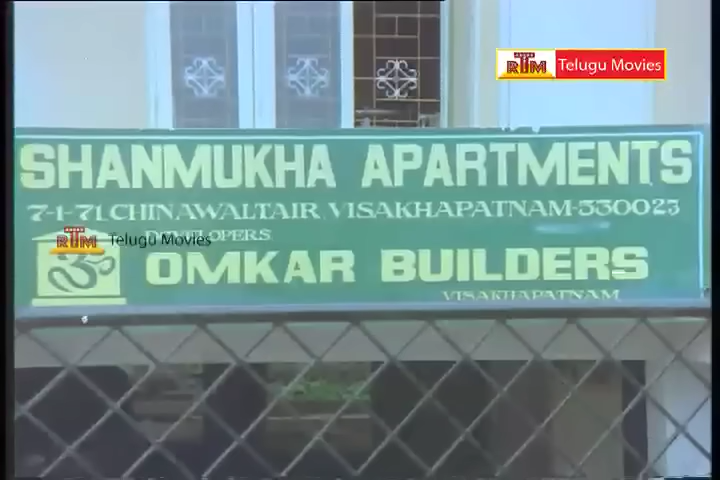 RTM Telugu Movies
SHANMUKHA APARTMENTS
7-1-71,CHINAWALTAIR, VISAKHAPATNAM-530023
DEVELOPERS
RTM Telugu Movies
OMKAR BUILDERS
VISAKHAPATNAM